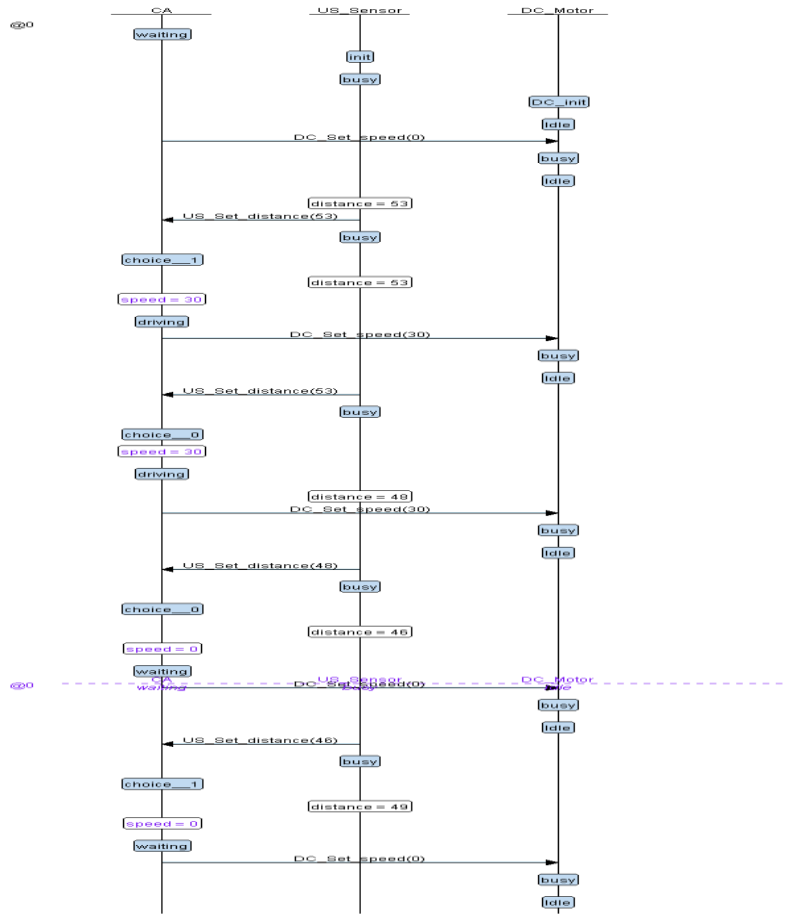 CA US_Sensor DC_Motor
@0
waiting
init
busy
DC_init
Idle
DC_Set_speed(0)
busy
Idle
distance = 53
US_Set_distance(53)
busy
choice__1
distance = 53
speed = 30
driving
DC_Set_speed(30)
busy
Idle
US_Set_distance(53)
busy
choice__0
speed = 30
driving
distance = 48
DC_Set_speed(30)
busy
Idle
US_Set_distance(48)
busy
choice__0
distance = 46
speed = 0
waiting
CA US_Sensor DC_Motor
@0 waiting DC_Set_speed(0) busy Idle
busy
Idle
US_Set_distance(46)
busy
choice__1
distance = 49
speed = 0
waiting
DC_Set_speed(0)
busy
Idle